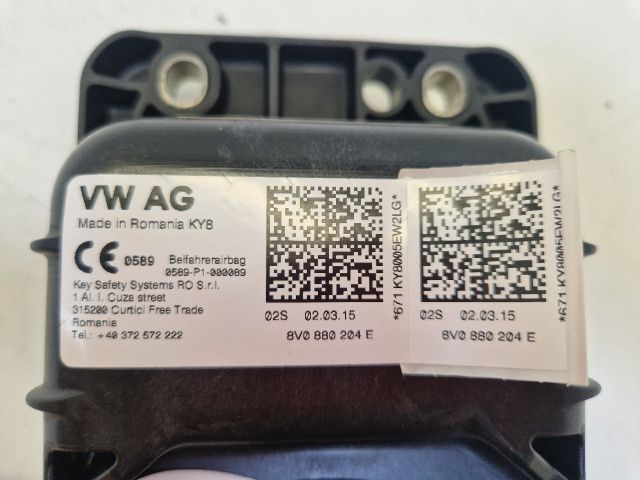 VW AG
Made in Romania KY8
CE 0589 Beifahrerairbag
0589-P1-000089
Key Safety Systems RO S.r.l.
1 Al. I. Cuza street
315200 Curtici Free Trade
Romania
Tel.: +40 372 572 222
02S 02.03.15
8V0 880 204 E
*671 KY8005EW2LG*
02S 02.03.15
8V0 880 204 E
*671 KY8005EW2LG*